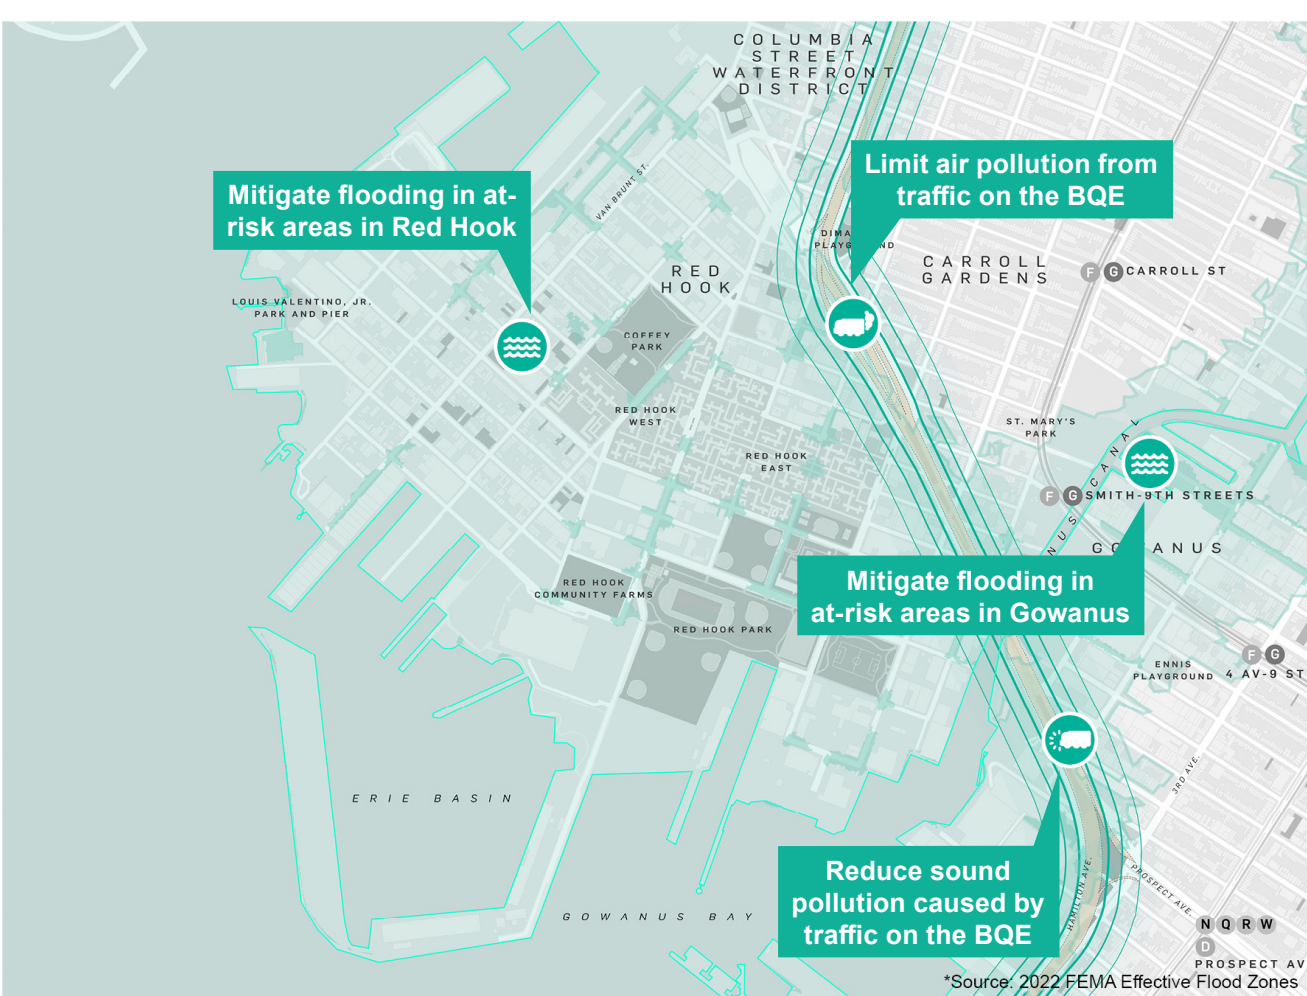 COLUMBIA
STREET
WATERFRONT
DISTRICT
Limit air pollution from
traffic on the BQE
Mitigate flooding in at-
risk areas in Red Hook
VAN BRUNT ST.
RED
HOOK
CARROLL
GARDENS
F G CARROLL ST
LOUIS VALENTINO, JR.
PARK AND PIER
COFFEY
PARK
RED HOOK
WEST
RED HOOK
EAST
ST. MARY'S
PARK
CANAL
F G SMITH-9TH STREETS
Mitigate flooding in
at-risk areas in Gowanus
RED HOOK
COMMUNITY FARMS
RED HOOK PARK
ENNIS
PLAYGROUND
F G
4 AV-9 ST
3RD AVE.
ERIE BASIN
Reduce sound
pollution caused by
traffic on the BQE
HAMILTON AVE.
PROSPECT AVE.
GOWANUS BAY
N Q R W
D
PROSPECT AV
*Source: 2022 FEMA Effective Flood Zones